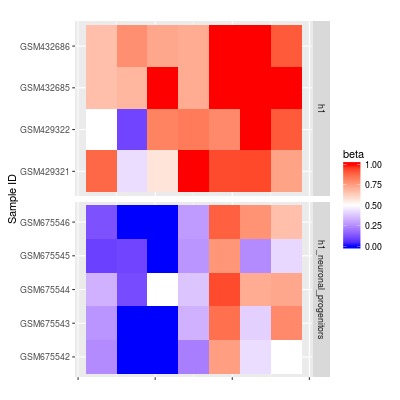 GSM432686
GSM432685
GSM429322
GSM429321
h1
GSM675546
GSM675545
GSM675544
GSM675543
GSM675542
h1_neuronal_progenitors
Sample ID
beta
1.00
0.75
0.50
0.25
0.00